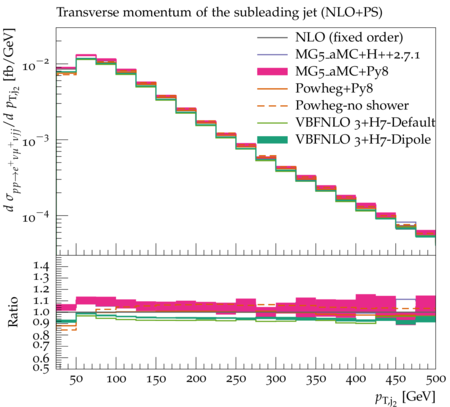 Transverse momentum of the subleading jet (NLO+PS)
d σpp→e⁺νμ⁺νjj/d pT,j₂ [fb/GeV]
10⁻²
10⁻³
10⁻⁴
NLO (fixed order)
MG5_aMC+H++2.7.1
MG5_aMC+Py8
Powheg+Py8
Powheg-no shower
VBFNLO 3+H7-Default
VBFNLO 3+H7-Dipole
Ratio
1.4
1.3
1.2
1.1
1.0
0.9
0.8
0.7
0.6
0.5
50 100 150 200 250 300 350 400 450 500
pT,j₂ [GeV]